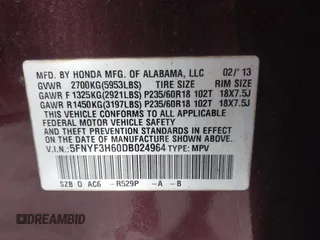 MFD. BY HONDA MFG. OF ALABAMA, LLC 02/'13
GVWR 2700KG(5953LBS) TIRE SIZE RIM SIZE
GAWR F 1325KG(2921LBS) P235/60R18 102T 18X7.5J
GAWR R1450KG(3197LBS) P235/60R18 102T 18X7.5J
THIS VEHICLE CONFORMS TO ALL APPLICABLE
FEDERAL MOTOR VEHICLE SAFETY AND THEFT
PREVENTION STANDARDS IN EFFECT ON THE DATE
OF MANUFACTURE SHOWN ABOVE.
V.I.N: 5FNYF3H60DB024964 TYPE: MPV
SZB D AC6 -R529P -A -B
DREAMBID